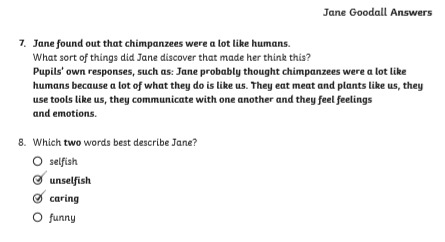 Jane Goodall Answers
7. Jane found out that chimpanzees were a lot like humans.
What sort of things did Jane discover that made her think this?
Pupils' own responses, such as: Jane probably thought chimpanzees were a lot like
humans because a lot of what they do is like us. They eat meat and plants like us, they
use tools like us, they communicate with one another and they feel feelings
and emotions.
8. Which two words best describe Jane?
selfish
unselfish
caring
funny